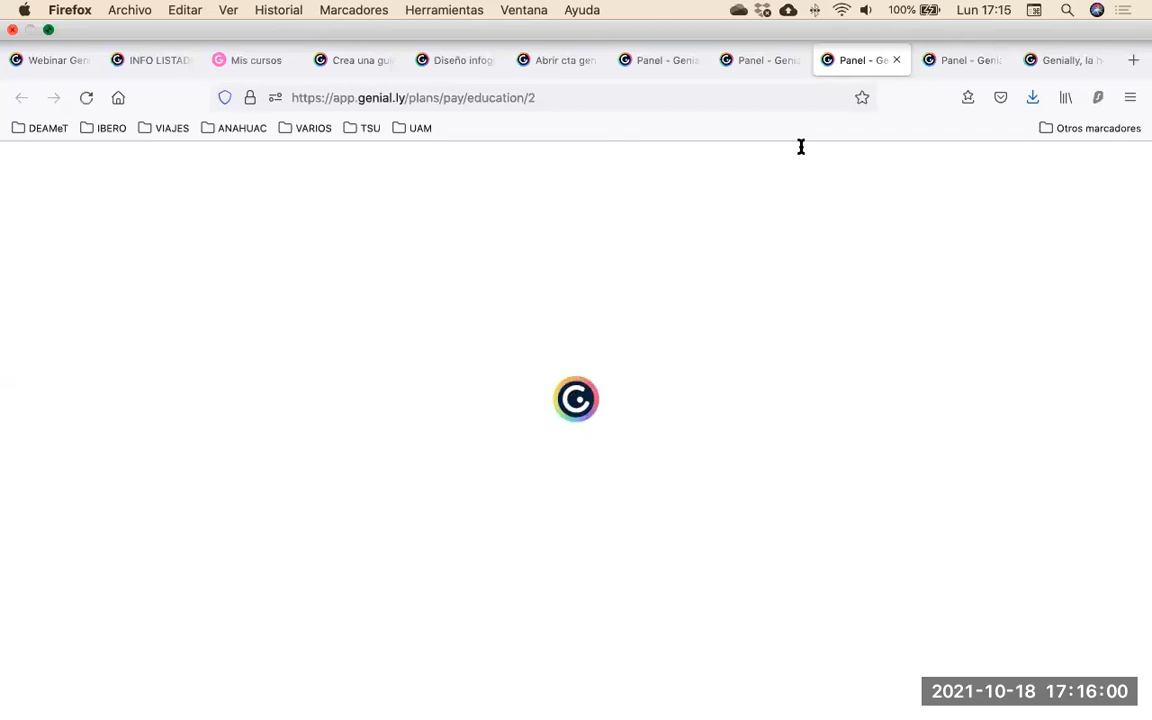 Firefox Archivo Editar Ver Historial Marcadores Herramientas Ventana Ayuda 100% Lun 17:15
Webinar Gen INFO LISTAD Mis cursos Crea una gui Diseño infog Abrir cta gen Panel - Genia Panel - Genia Panel - Ge Panel - Genia Genially, la h
https://app.genial.ly/plans/pay/education/2
DEAMeT IBERO VIAJES ANAHUAC VARIOS TSU UAM Otros marcadores
2021-10-18 17:16:00